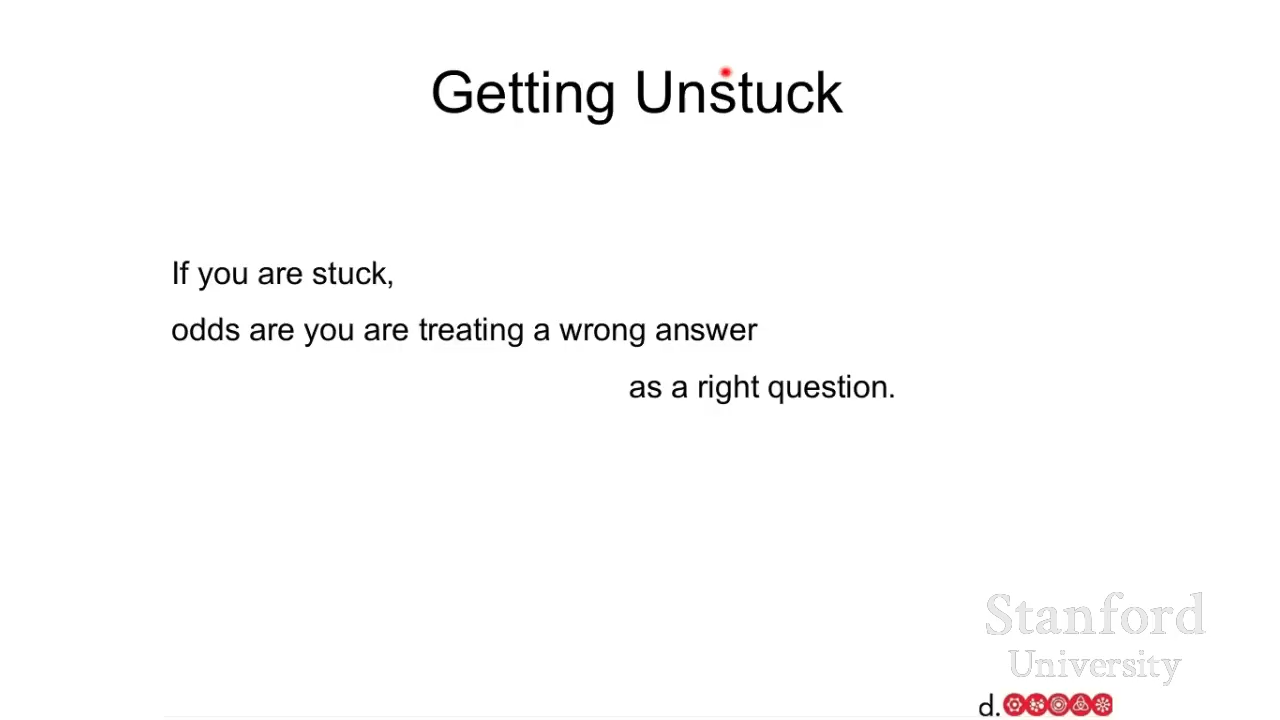 Getting Unstuck
If you are stuck,
odds are you are treating a wrong answer
as a right question.
Stanford
University
d.